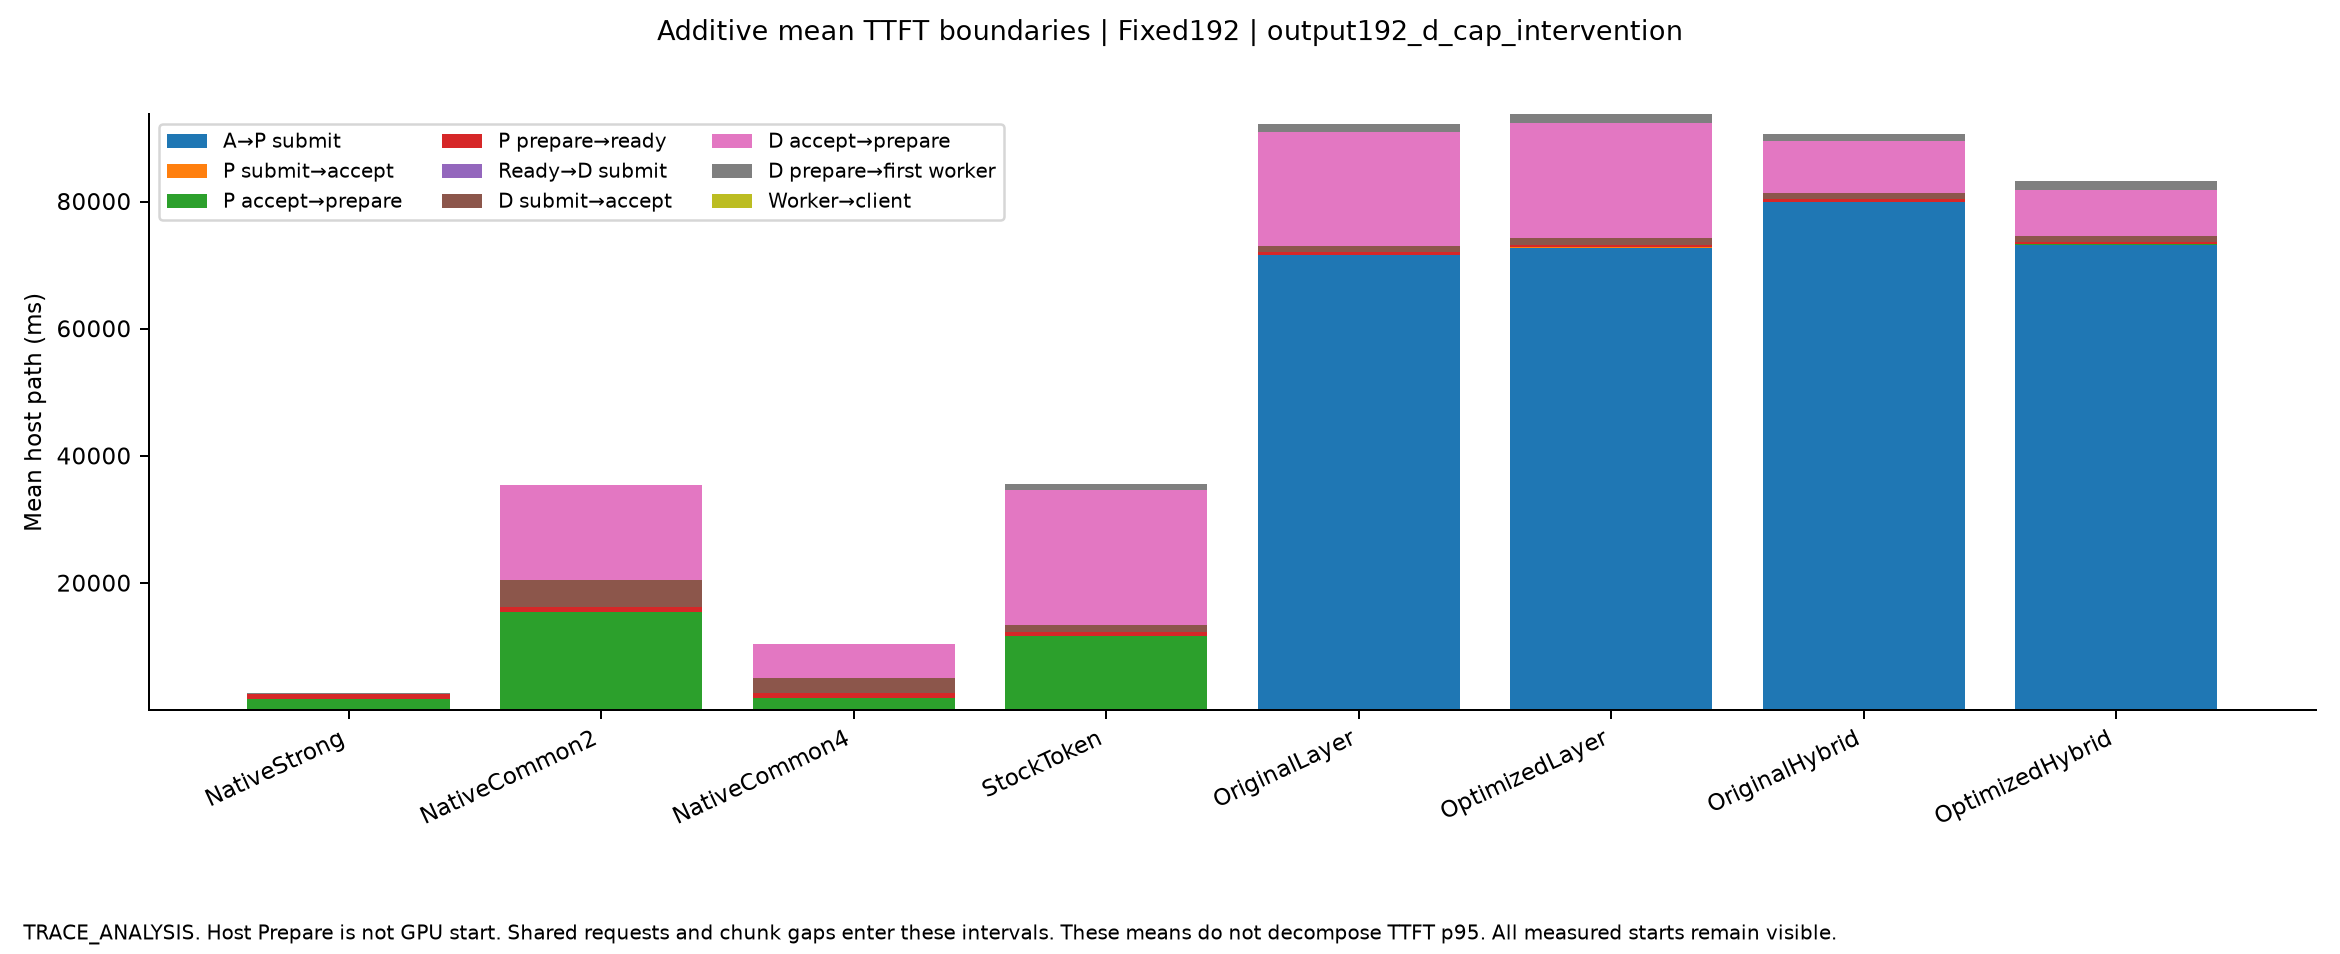 Additive mean TTFT boundaries | Fixed192 | output192_d_cap_intervention
A→P submit
P submit→accept
P accept→prepare
P prepare→ready
Ready→D submit
D submit→accept
D accept→prepare
D prepare→first worker
Worker→client
Mean host path (ms)
80000
60000
40000
20000
NativeStrong
NativeCommon2
NativeCommon4
StockToken
OriginalLayer
OptimizedLayer
OriginalHybrid
OptimizedHybrid
TRACE_ANALYSIS. Host Prepare is not GPU start. Shared requests and chunk gaps enter these intervals. These means do not decompose TTFT p95. All measured starts remain visible.